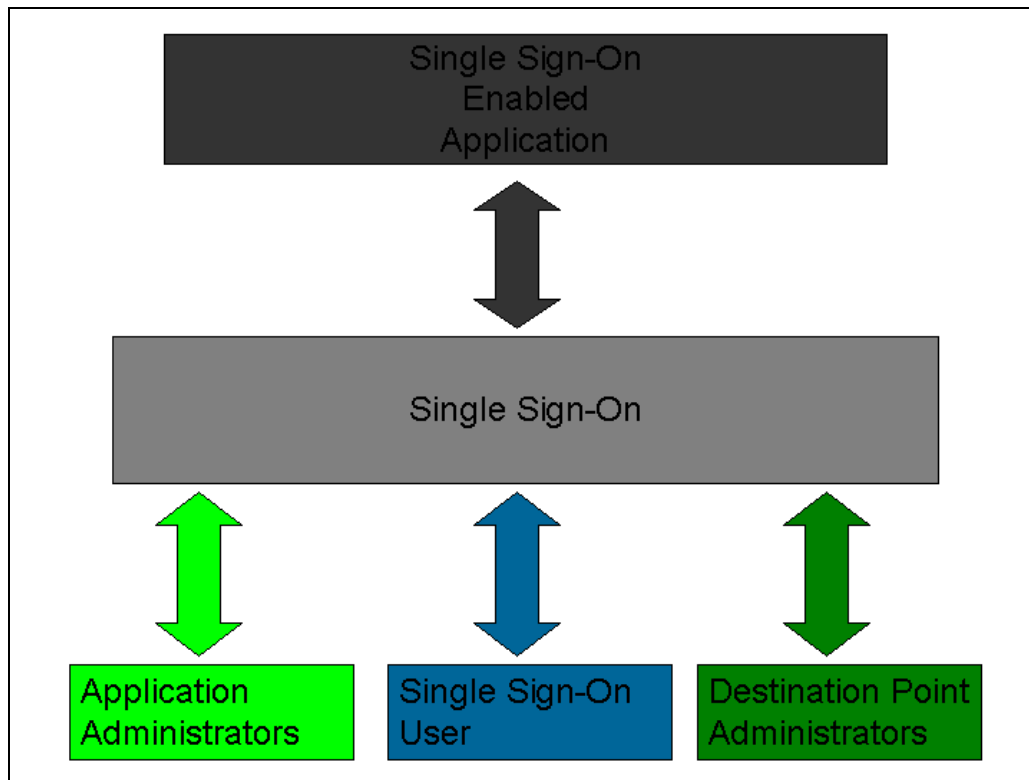 Single Sign-On
Enabled
Application
Single Sign-On
Application
Administrators
Single Sign-On
User
Destination Point
Administrators